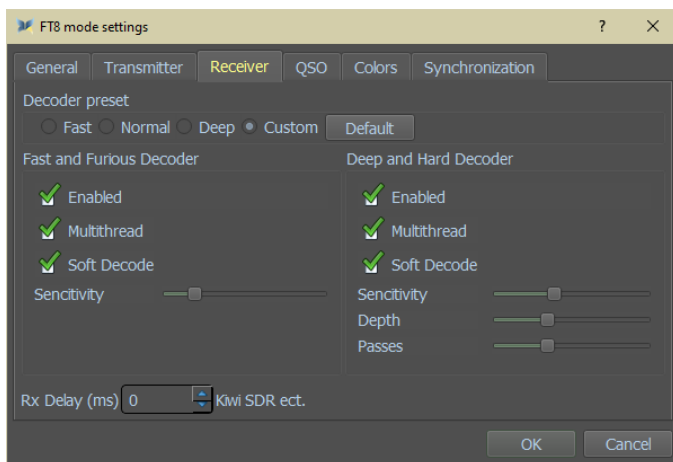 FT8 mode settings ? ×
General Transmitter Receiver QSO Colors Synchronization
Decoder preset
Fast Normal Deep Custom Default
Fast and Furious Decoder Deep and Hard Decoder
Enabled Enabled
Multithread Multithread
Soft Decode Soft Decode
Sencitivity Sencitivity
Depth
Passes
Rx Delay (ms) 0 Kiwi SDR ect.
OK Cancel